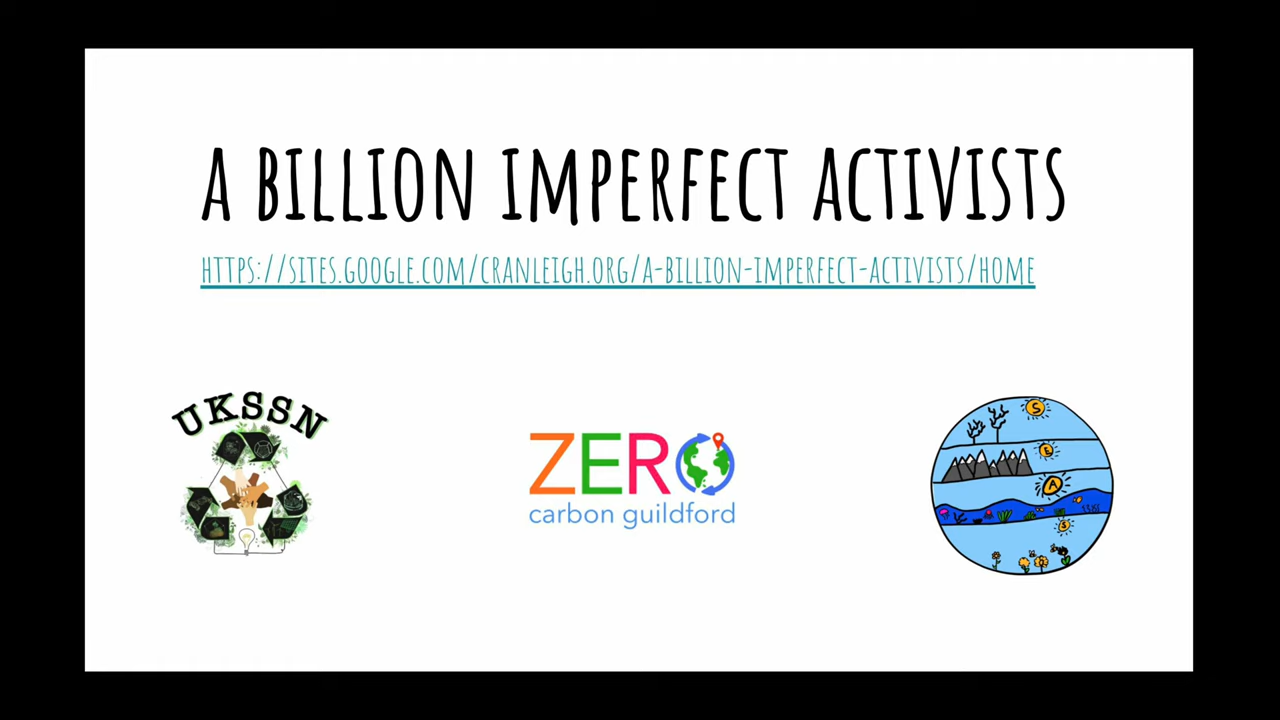 A BILLION IMPERFECT ACTIVISTS
HTTPS://SITES.GOOGLE.COM/CRANLEIGH.ORG/A-BILLION-IMPERFECT-ACTIVISTS/HOME
UKSSN
ZERO
carbon guildford
S
E
A
S